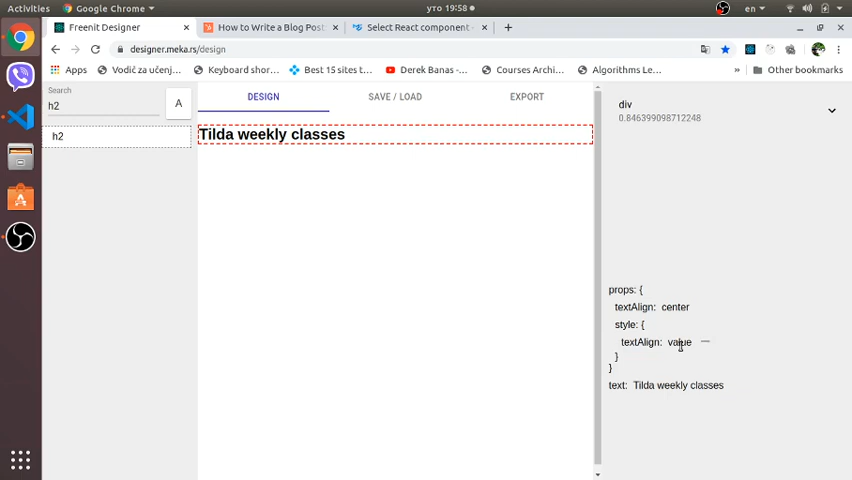 Activities
Google Chrome
уто 19:58
en
Freenit Designer
How to Write a Blog Post
Select React component -
designer.meka.rs/design
Apps
Vodič za učenj...
Keyboard shor...
Best 15 sites t...
Derek Banas -...
Courses Archi...
Algorithms Le...
»
Other bookmarks
Search
h2
A
h2
DESIGN
SAVE / LOAD
EXPORT
Tilda weekly classes
div
0.846399098712248
props: {
textAlign: center
style: {
textAlign: value
}
}
text: Tilda weekly classes